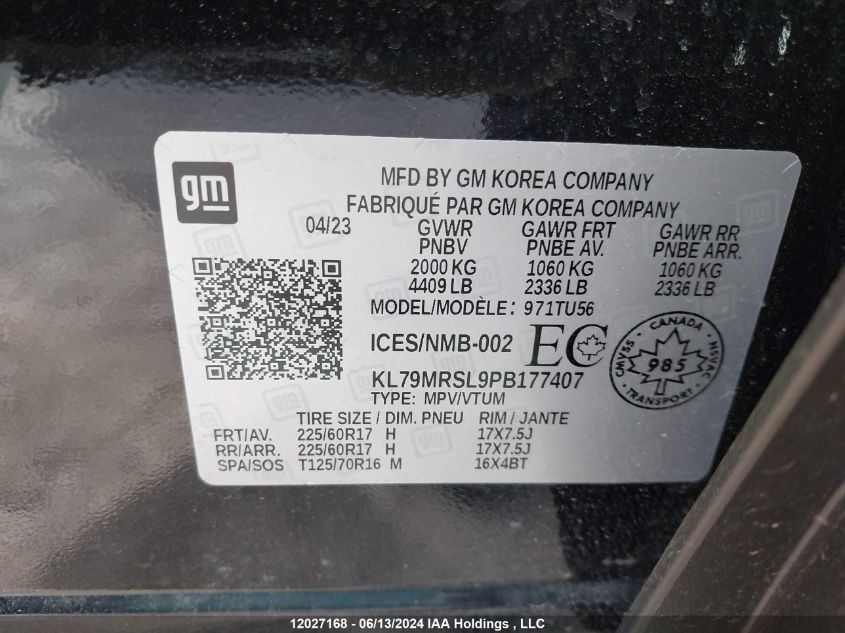 gm
MFD BY GM KOREA COMPANY
FABRIQUÉ PAR GM KOREA COMPANY
04/23 GVWR GAWR FRT GAWR RR
PNBV PNBE AV. PNBE ARR.
2000 KG 1060 KG 1060 KG
4409 LB 2336 LB 2336 LB
MODEL/MODÈLE: 971TU56
ICES/NMB-002 EC
CANADA
CMVSS 985 NSVAC
TRANSPORT
KL79MRSL9PB177407
TYPE: MPV/VTUM
TIRE SIZE / DIM. PNEU RIM / JANTE
FRT/AV. 225/60R17 H 17X7.5J
RR/ARR. 225/60R17 H 17X7.5J
SPA/SOS T125/70R16 M 16X4BT
12027168 - 06/13/2024 IAA Holdings , LLC